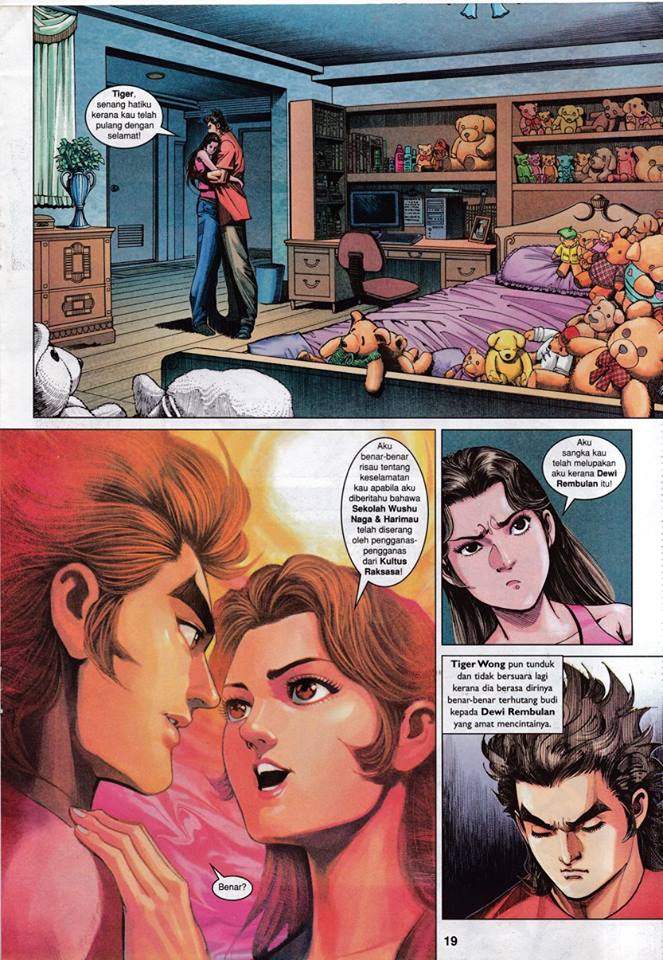 Tiger,
senang hatiku
kerana kau telah
pulang dengan
selamat!
Aku
benar-benar
risau tentang
keselamatan
kau apabila aku
diberitahu bahawa
Sekolah Wushu
Naga & Harimau
telah diserang
oleh pengganas-
pengganas
dari Kultus
Raksasa!
Benar?
Aku
sangka kau
telah melupakan
aku kerana Dewi
Rembulan itu!
Tiger Wong pun tunduk
dan tidak bersuara lagi
kerana dia berasa dirinya
benar-benar terhutang budi
kepada Dewi Rembulan
yang amat mencintainya.
19